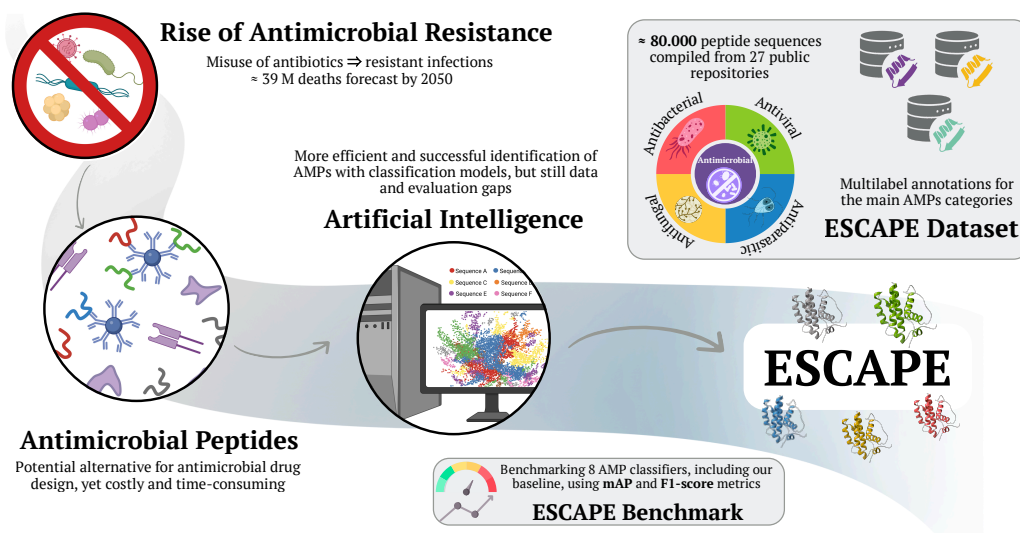 Rise of Antimicrobial Resistance
Misuse of antibiotics ⇒ resistant infections
≈ 39 M deaths forecast by 2050
More efficient and successful identification of
AMPs with classification models, but still data
and evaluation gaps
Artificial Intelligence
Sequence A
Sequence C
Sequence E
Sequence F
Antimicrobial Peptides
Potential alternative for antimicrobial drug
design, yet costly and time-consuming
≈ 80.000 peptide sequences
compiled from 27 public
repositories
Antibacterial
Antiviral
Antimicrobial
Antifungal
Antiparasitic
Multilabel annotations for
the main AMPs categories
ESCAPE Dataset
ESCAPE
Benchmarking 8 AMP classifiers, including our
baseline, using mAP and F1-score metrics
ESCAPE Benchmark